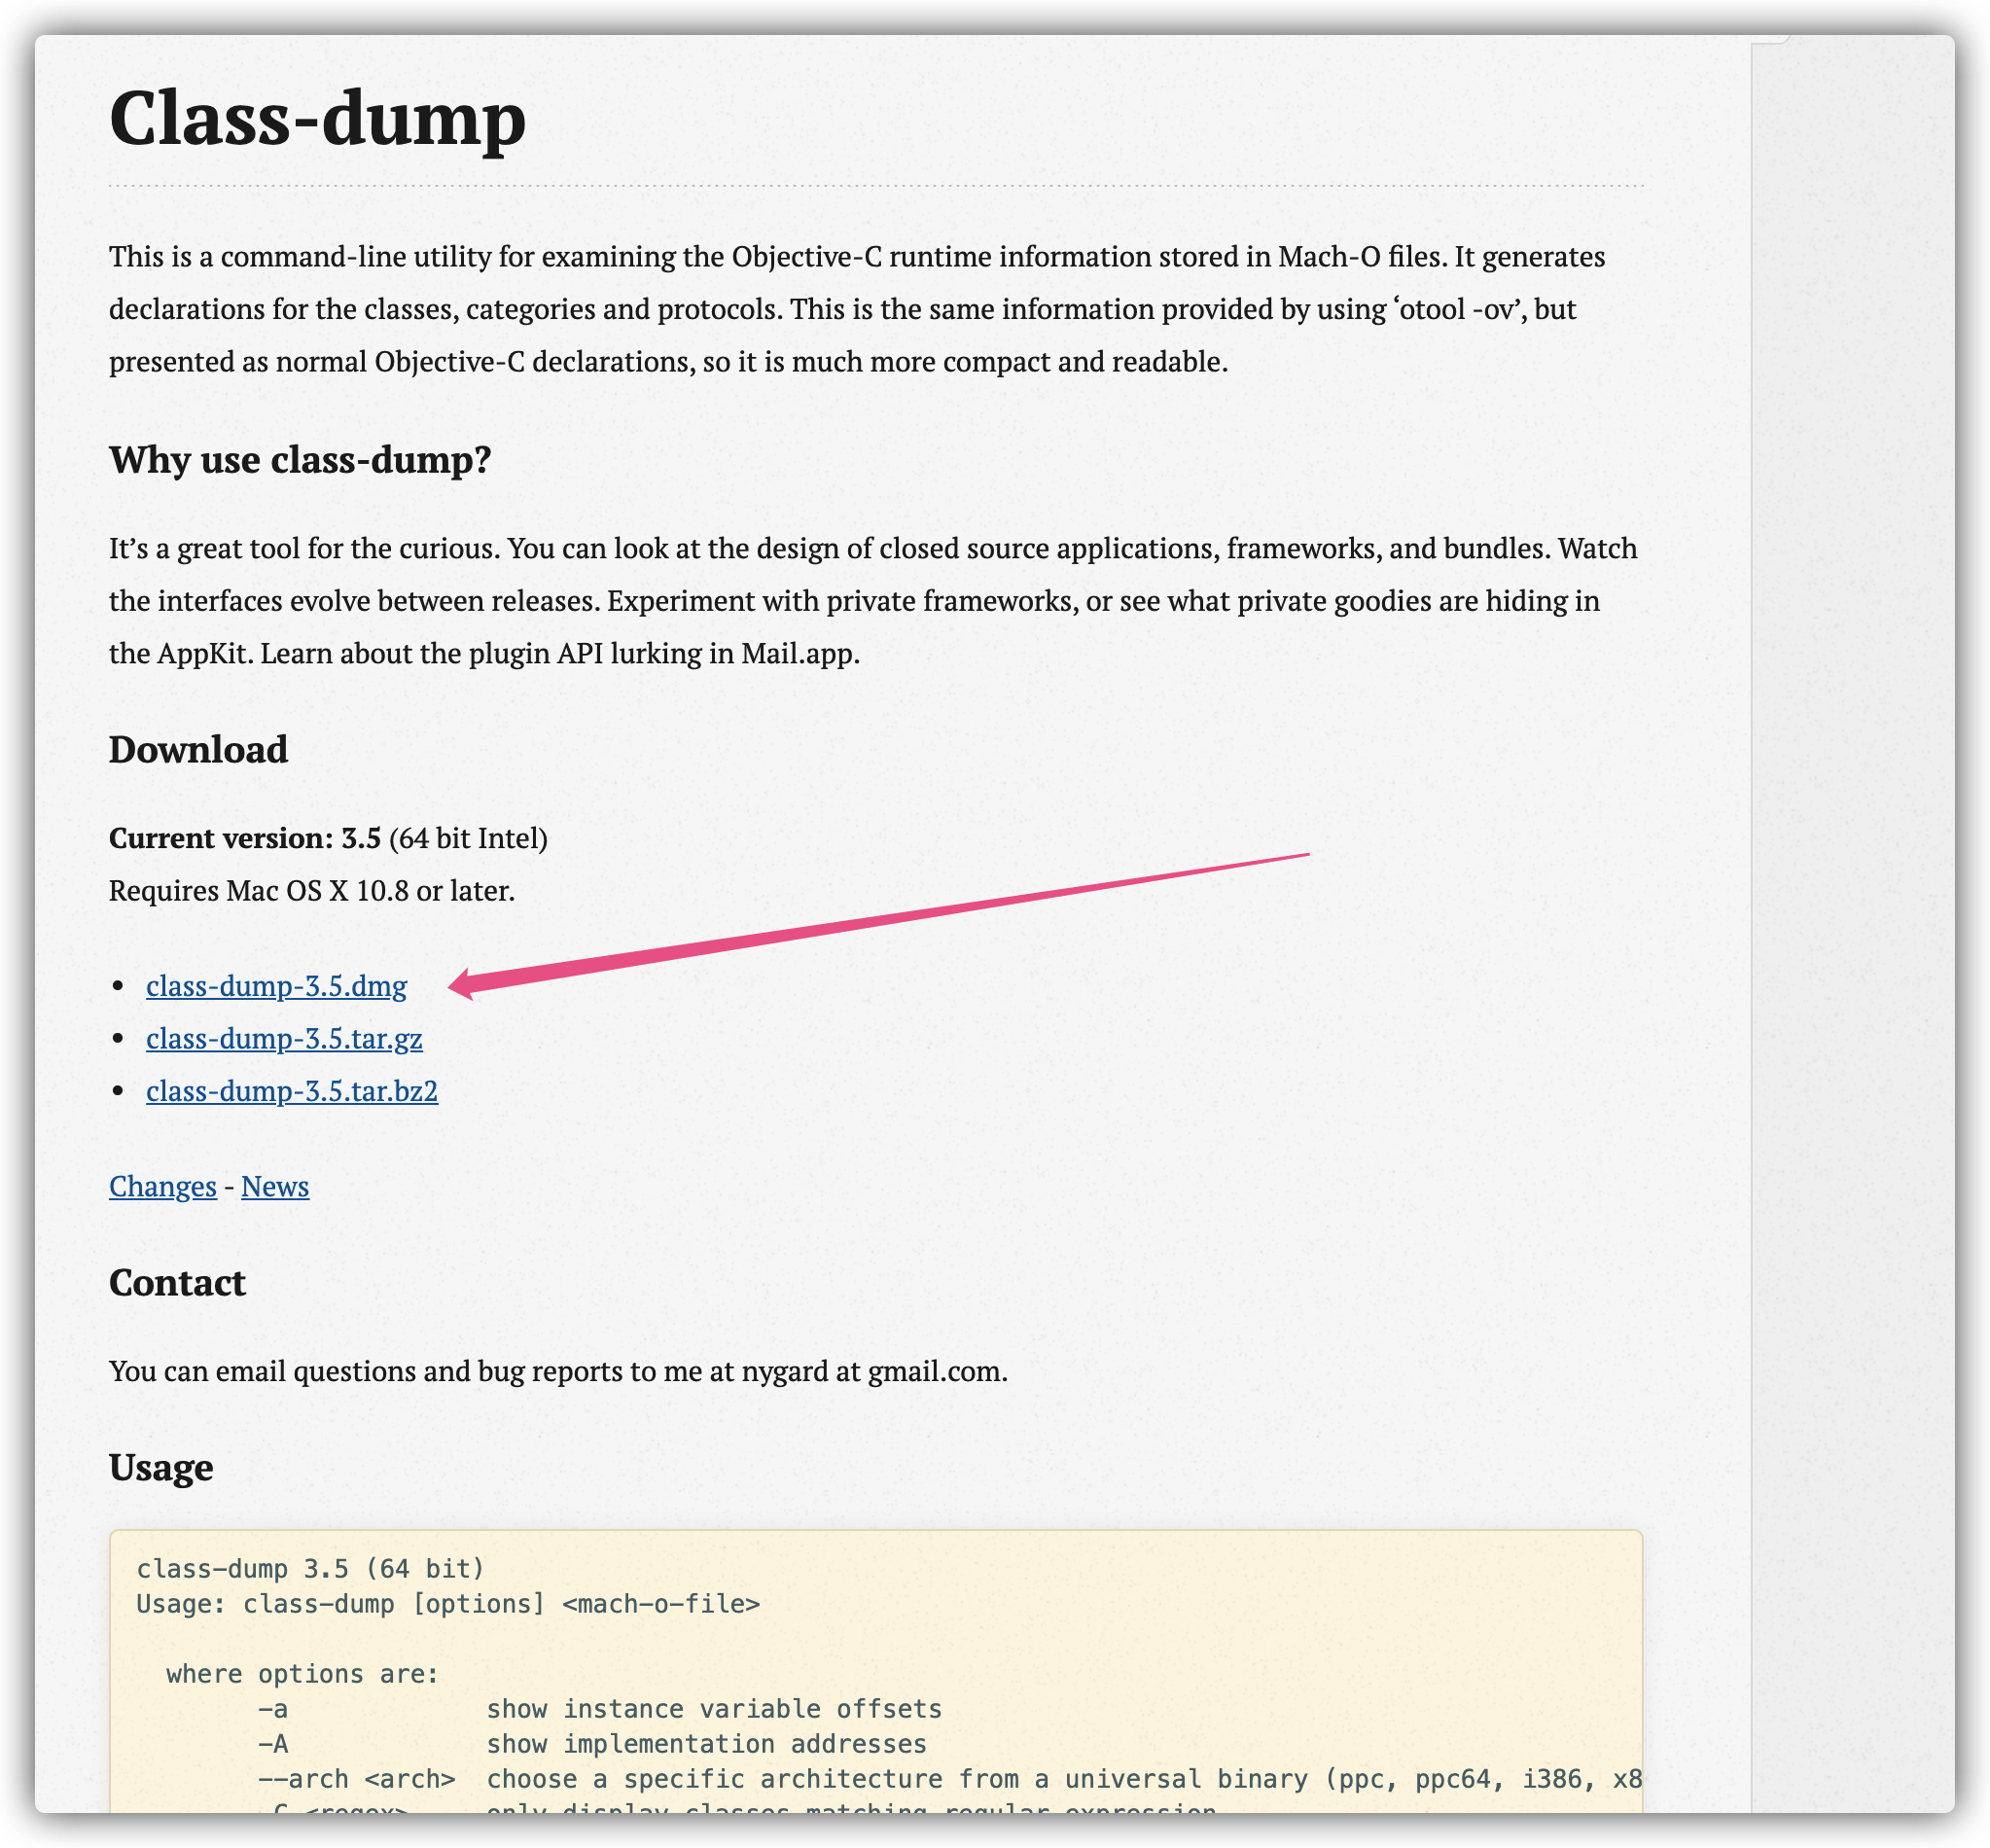 Class-dump
This is a command-line utility for examining the Objective-C runtime information stored in Mach-O files. It generates
declarations for the classes, categories and protocols. This is the same information provided by using ‘otool -ov’, but
presented as normal Objective-C declarations, so it is much more compact and readable.
Why use class-dump?
It’s a great tool for the curious. You can look at the design of closed source applications, frameworks, and bundles. Watch
the interfaces evolve between releases. Experiment with private frameworks, or see what private goodies are hiding in
the AppKit. Learn about the plugin API lurking in Mail.app.
Download
Current version: 3.5 (64 bit Intel)
Requires Mac OS X 10.8 or later.
• class-dump-3.5.dmg
• class-dump-3.5.tar.gz
• class-dump-3.5.tar.bz2
Changes - News
Contact
You can email questions and bug reports to me at nygard at gmail.com.
Usage
class-dump 3.5 (64 bit)
Usage: class-dump [options] <mach-o-file>
where options are:
-a show instance variable offsets
-A show implementation addresses
--arch <arch> choose a specific architecture from a universal binary (ppc, ppc64, i386, x8
-C <regex> only display classes matching regular expression